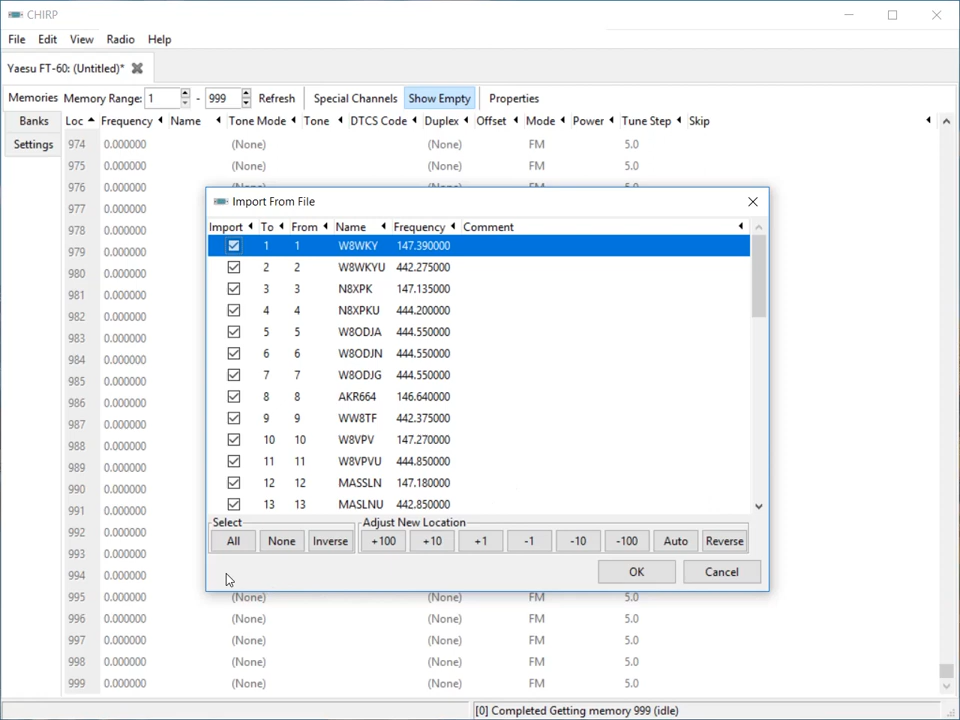 CHIRP
File Edit View Radio Help
Yaesu FT-60: (Untitled)*
Memories Memory Range: 1 - 999 Refresh Special Channels Show Empty Properties
Banks Loc Frequency Name Tone Mode Tone DTCS Code Duplex Offset Mode Power Tune Step Skip
Settings 974 0.000000 (None) (None) FM 5.0
975 0.000000 (None) (None) FM 5.0
976 0.000000 (None) (None) FM 5.0
977 0.000000
978 0.000000
979 0.000000
980 0.000000
981 0.000000
982 0.000000
983 0.000000
984 0.000000
985 0.000000
986 0.000000
987 0.000000
988 0.000000
989 0.000000
990 0.000000
991 0.000000
992 0.000000
993 0.000000
994 0.000000
995 0.000000 (None) (None) FM 5.0
996 0.000000 (None) (None) FM 5.0
997 0.000000 (None) (None) FM 5.0
998 0.000000 (None) (None) FM 5.0
999 0.000000 (None) (None) FM 5.0
Import From File
Import To From Name Frequency Comment
1 1 W8WKY 147.390000
2 2 W8WKYU 442.275000
3 3 N8XPK 147.135000
4 4 N8XPKU 444.200000
5 5 W8ODJA 444.550000
6 6 W8ODJN 444.550000
7 7 W8ODJG 444.550000
8 8 AKR664 146.640000
9 9 WW8TF 442.375000
10 10 W8VPV 147.270000
11 11 W8VPVU 444.850000
12 12 MASSLN 147.180000
13 13 MASLNU 442.850000
Select Adjust New Location
All None Inverse +100 +10 +1 -1 -10 -100 Auto Reverse
OK Cancel
[0] Completed Getting memory 999 (idle)